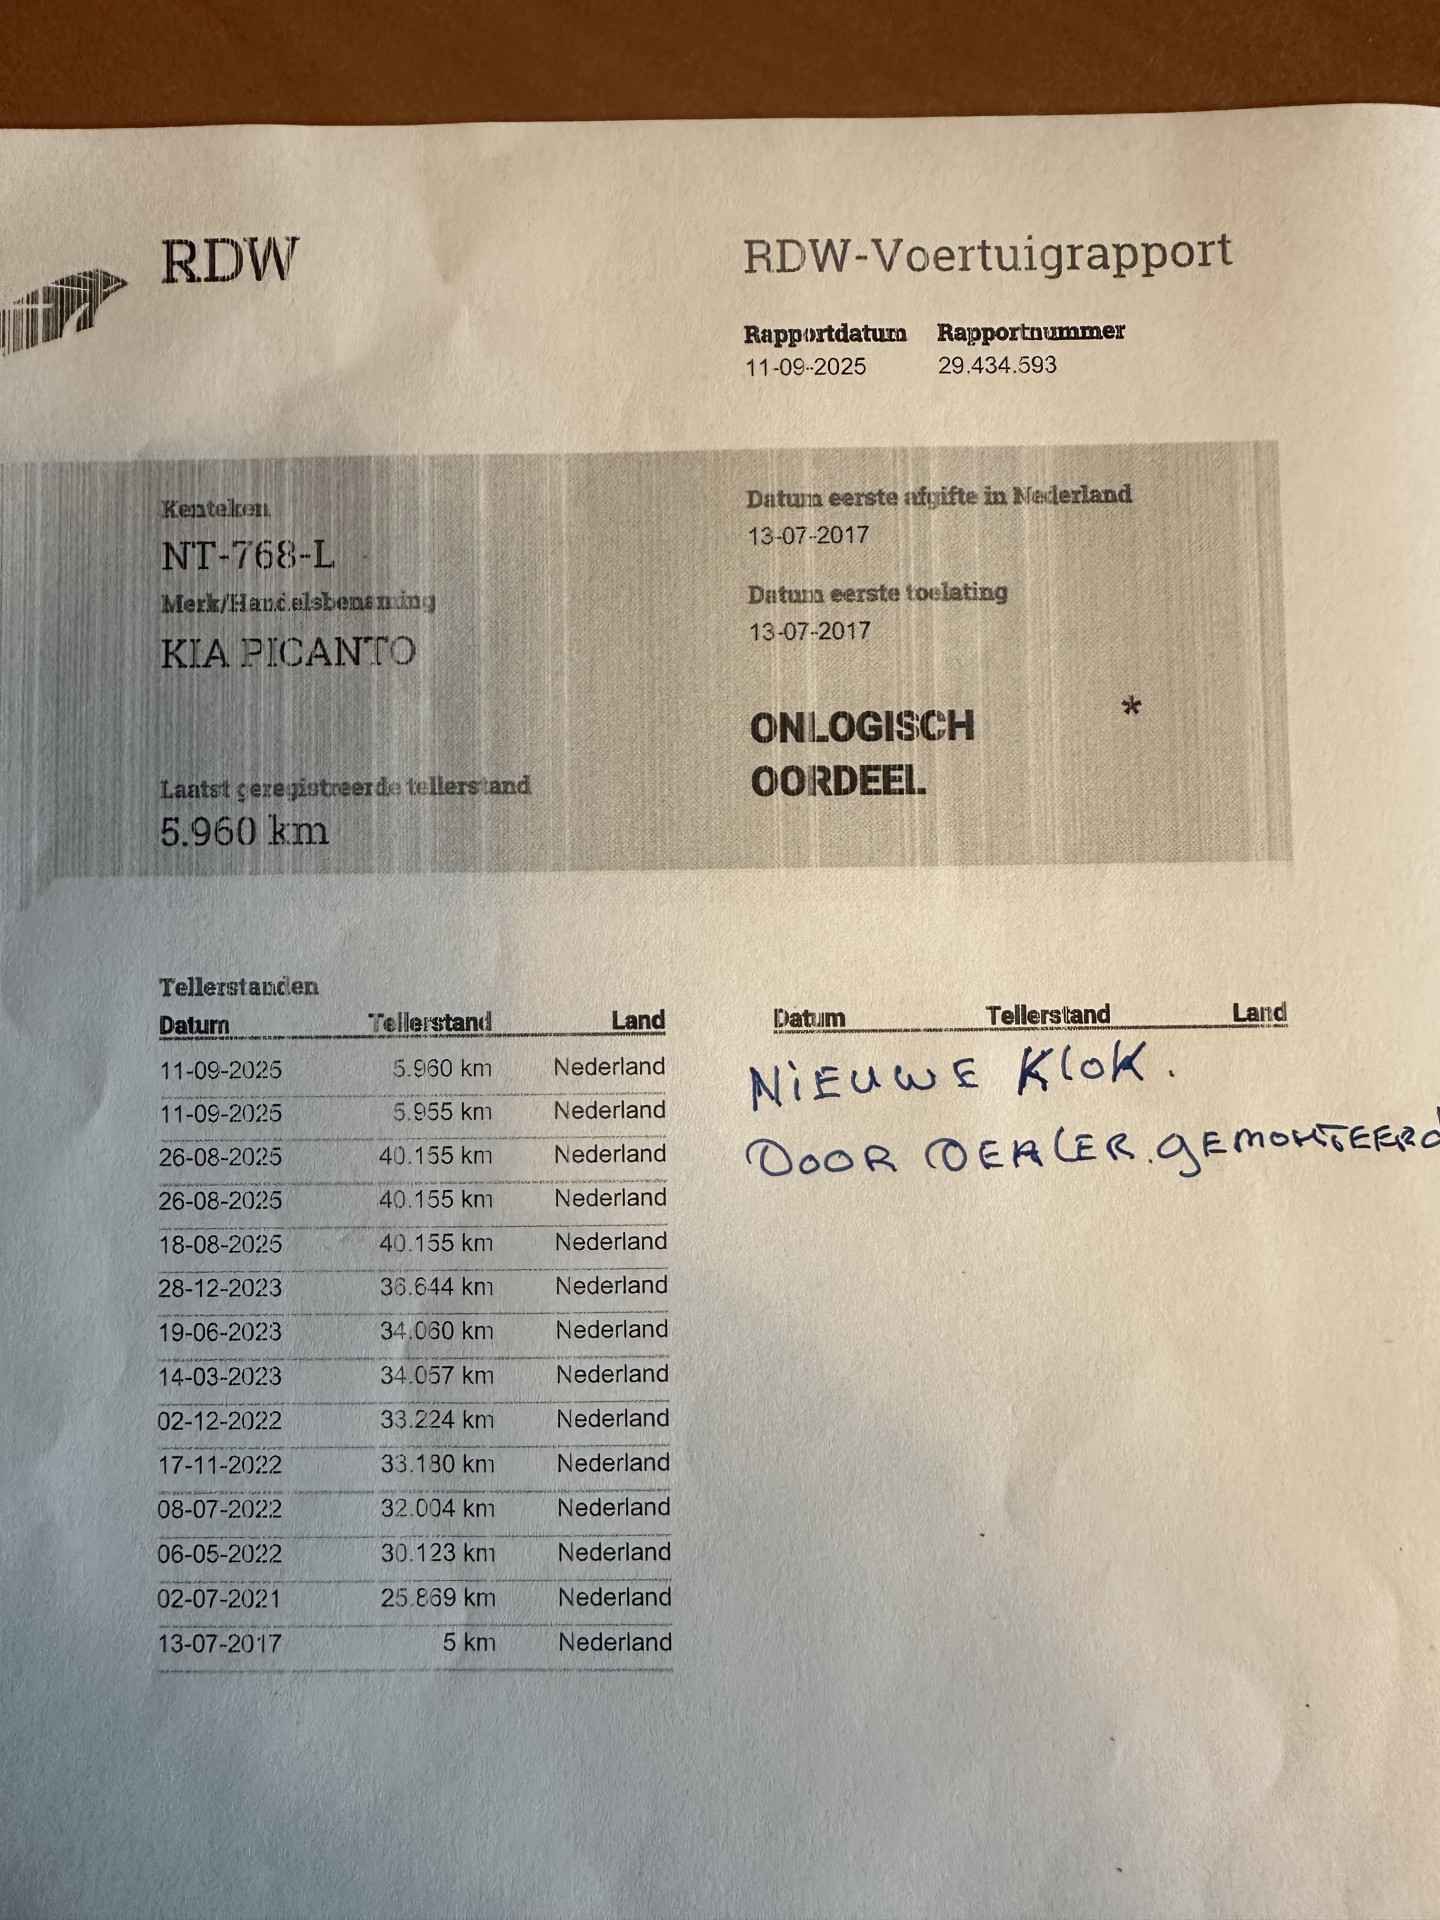 RDW
RDW-Voertuigrapport
Rapportdatum Rapportnummer
11-09-2025 29.434.593
Kenteken
NT-768-L
Merk/Handelsbenaming
KIA PICANTO
Laatst geregistreerde tellerstand
5.960 km
Datum eerste afgifte in Nederland
13-07-2017
Datum eerste toelating
13-07-2017
ONLOGISCH *
OORDEEL
Tellerstanden
Datum Tellerstand Land
11-09-2025 5.960 km Nederland
11-09-2025 5.955 km Nederland
26-08-2025 40.155 km Nederland
26-08-2025 40.155 km Nederland
18-08-2025 40.155 km Nederland
28-12-2023 36.644 km Nederland
19-06-2023 34.060 km Nederland
14-03-2023 34.057 km Nederland
02-12-2022 33.224 km Nederland
17-11-2022 33.180 km Nederland
08-07-2022 32.004 km Nederland
06-05-2022 30.123 km Nederland
02-07-2021 25.869 km Nederland
13-07-2017 5 km Nederland
Datum Tellerstand Land
NIEUWE KLOK.
DOOR DEALER. GEMONTEERD